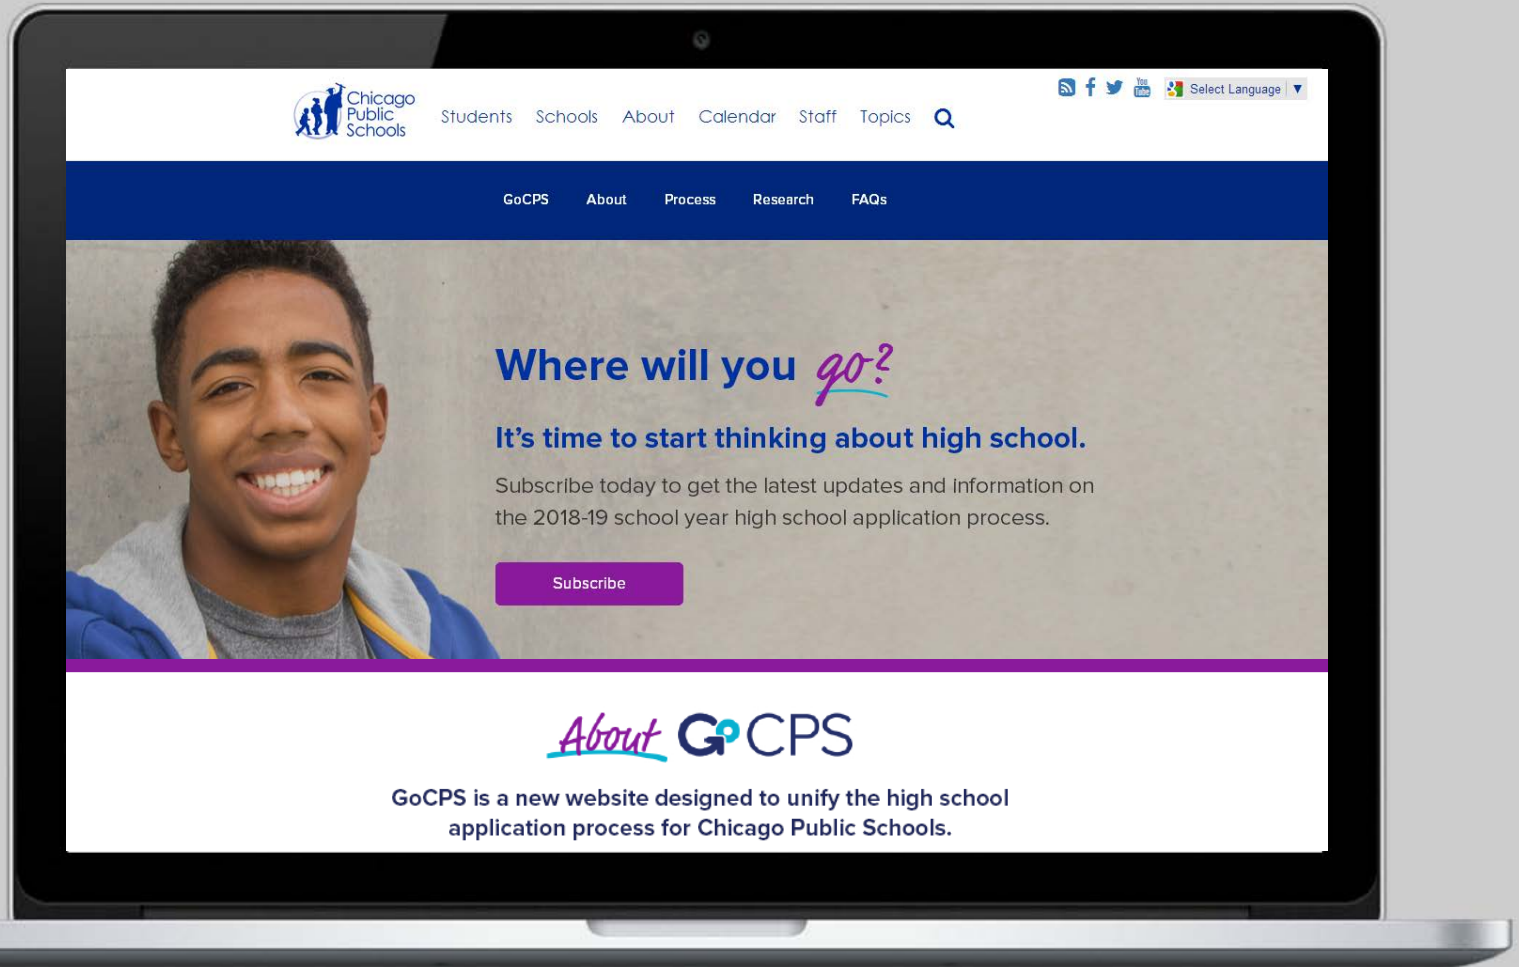 Chicago
Public
Schools
Students Schools About Calendar Staff Topics
You
Tube
Select Language ▼
GoCPS About Process Research FAQs
Where will you go?
It's time to start thinking about high school.
Subscribe today to get the latest updates and information on
the 2018-19 school year high school application process.
Subscribe
About GoCPS
GoCPS is a new website designed to unify the high school
application process for Chicago Public Schools.